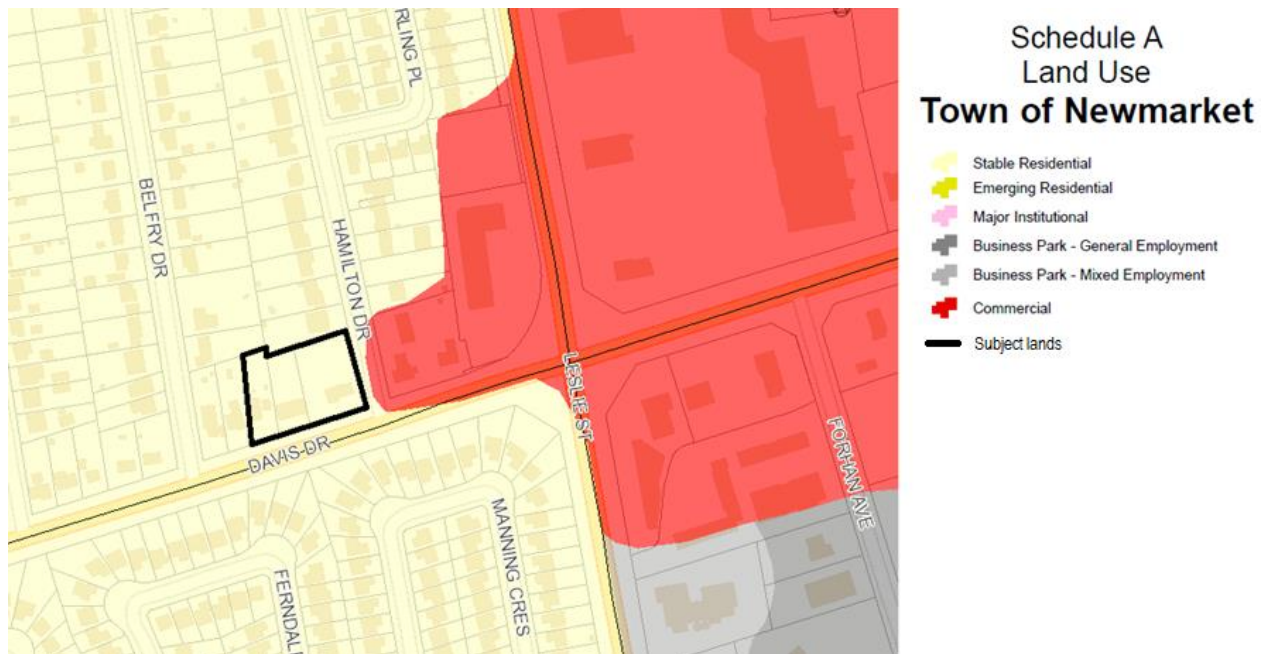 RLING PL
BELFRY DR
HAMILTON DR
DAVIS DR
LESLIE ST
FORHAN AVE
MANNING CRES
FERNDAL
Schedule A
Land Use
Town of Newmarket
Stable Residential
Emerging Residential
Major Institutional
Business Park - General Employment
Business Park - Mixed Employment
Commercial
Subject lands